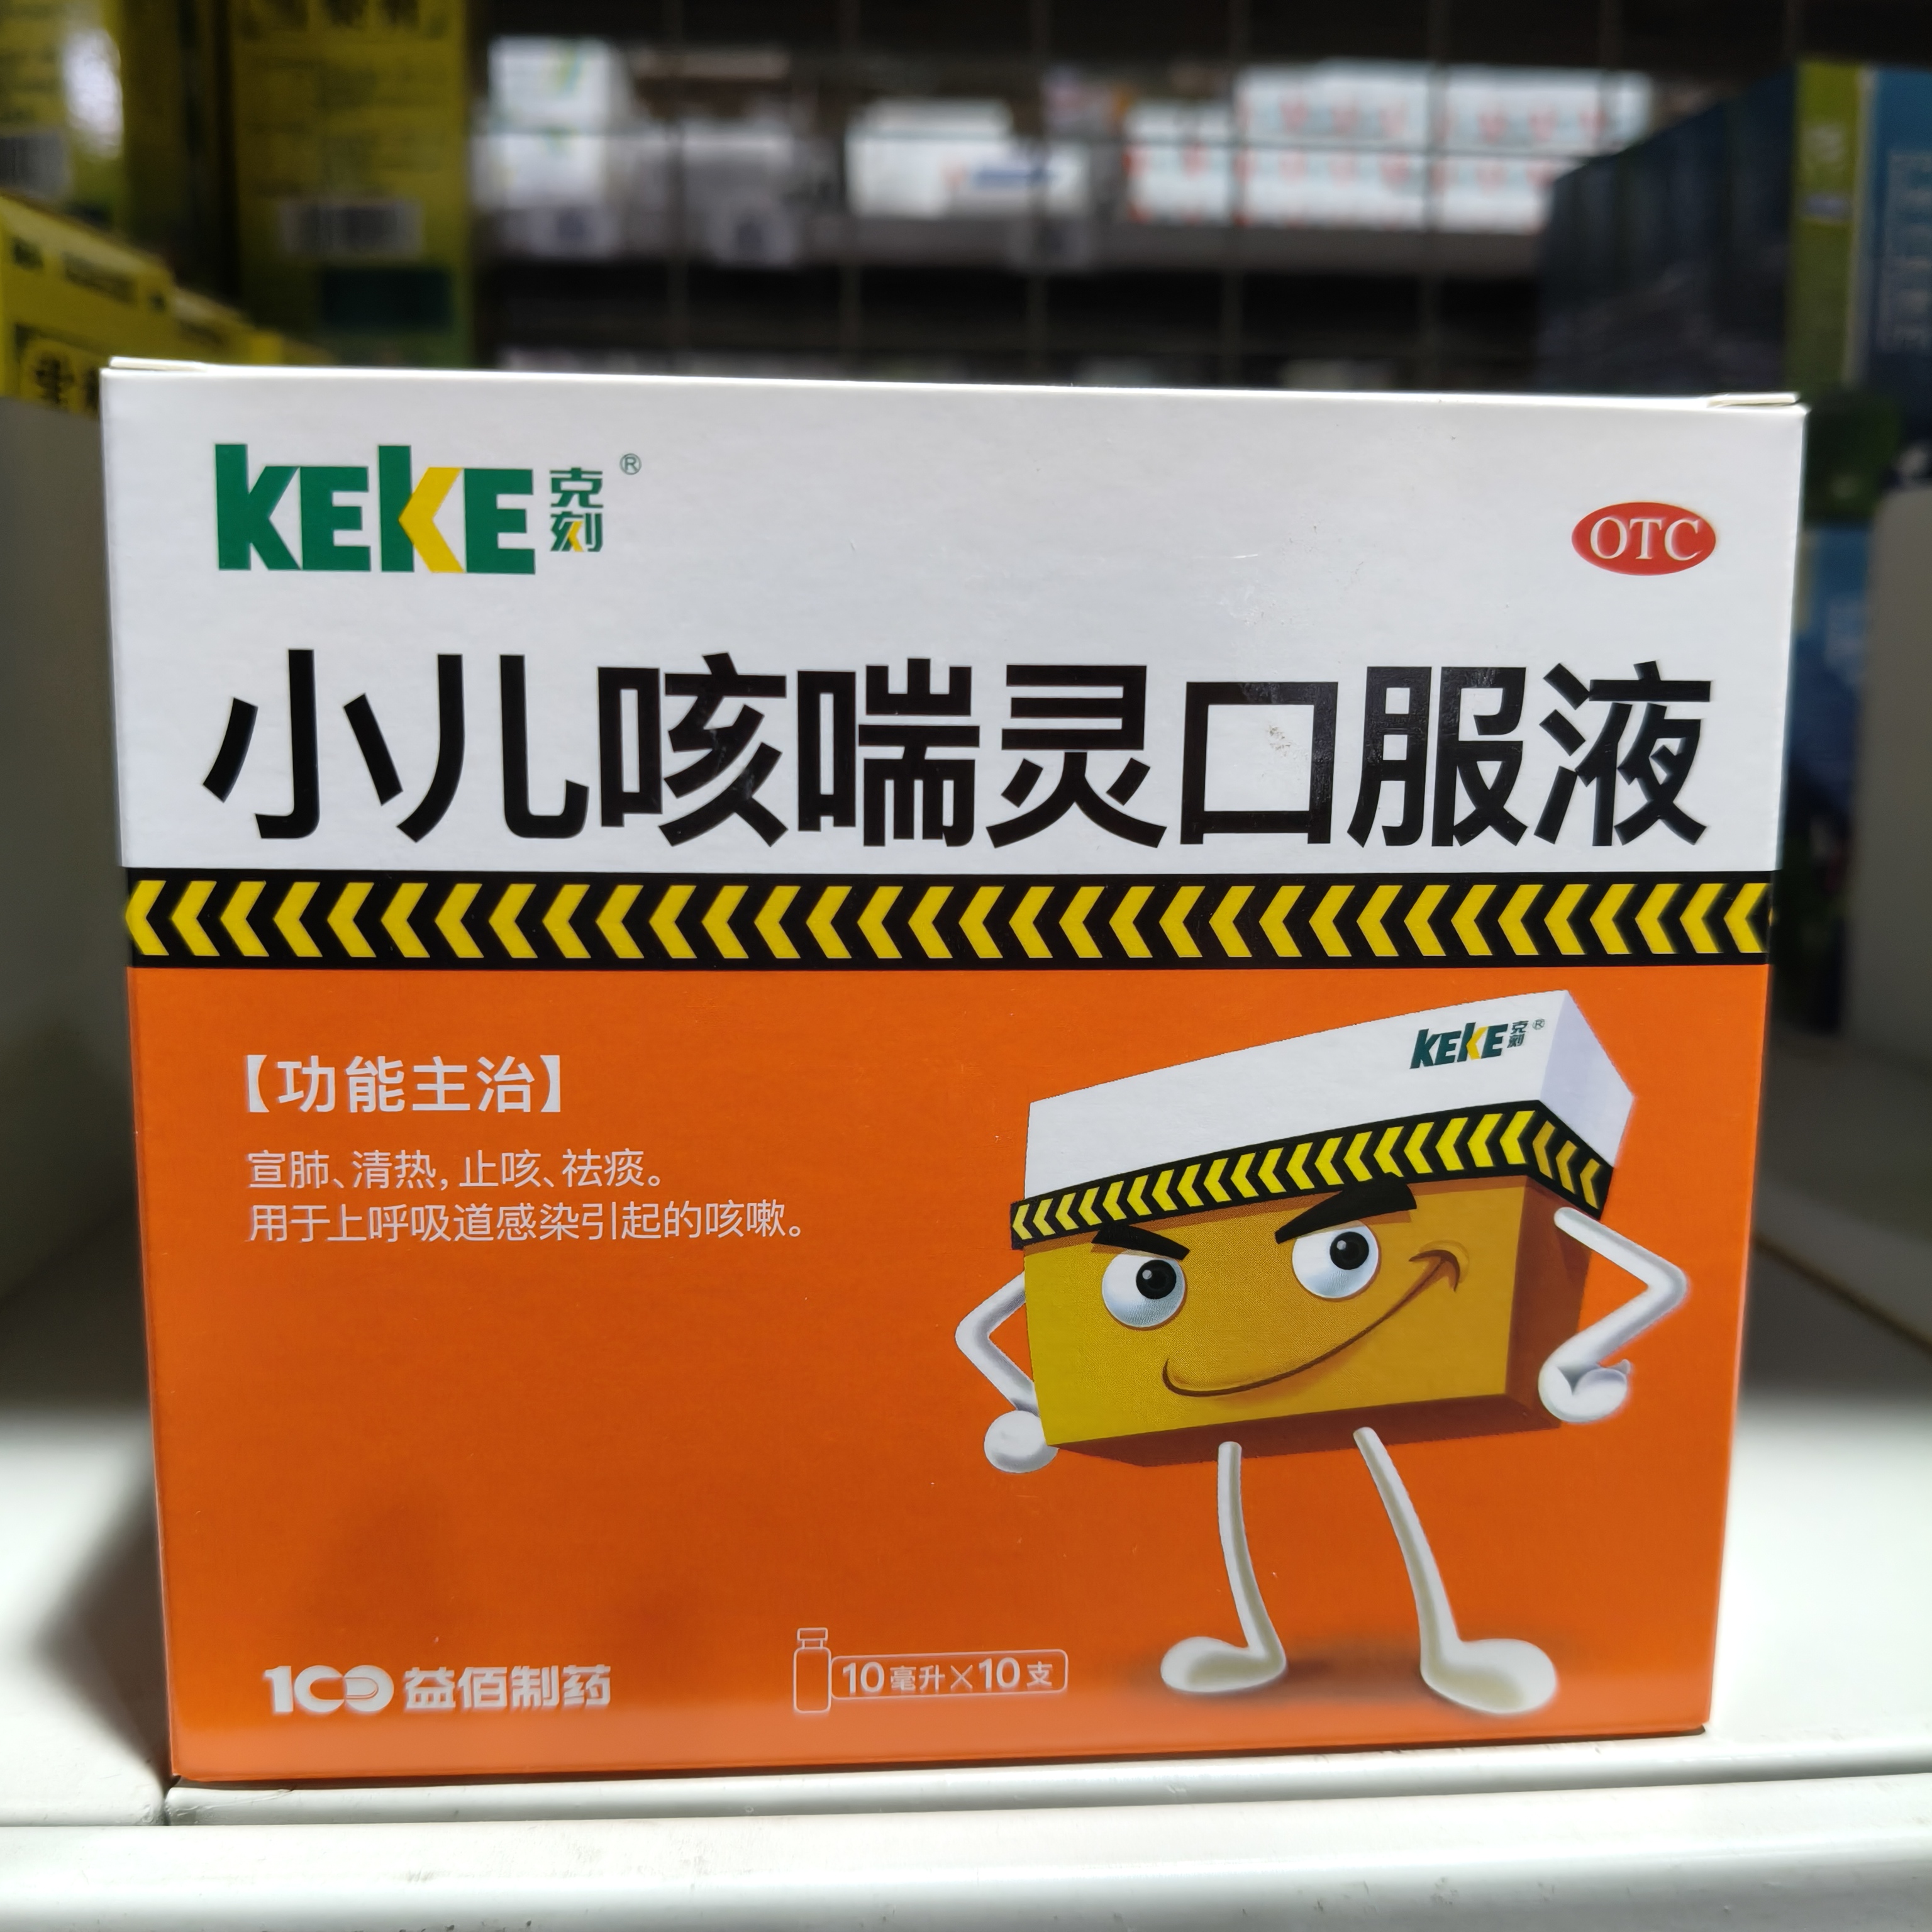 KEKE 克刻 ®
OTC
小儿咳喘灵口服液
KEKE 克刻 ®
【功能主治】
宣肺、清热,止咳、祛痰。
用于上呼吸道感染引起的咳嗽。
100 益佰制药
10毫升×10支